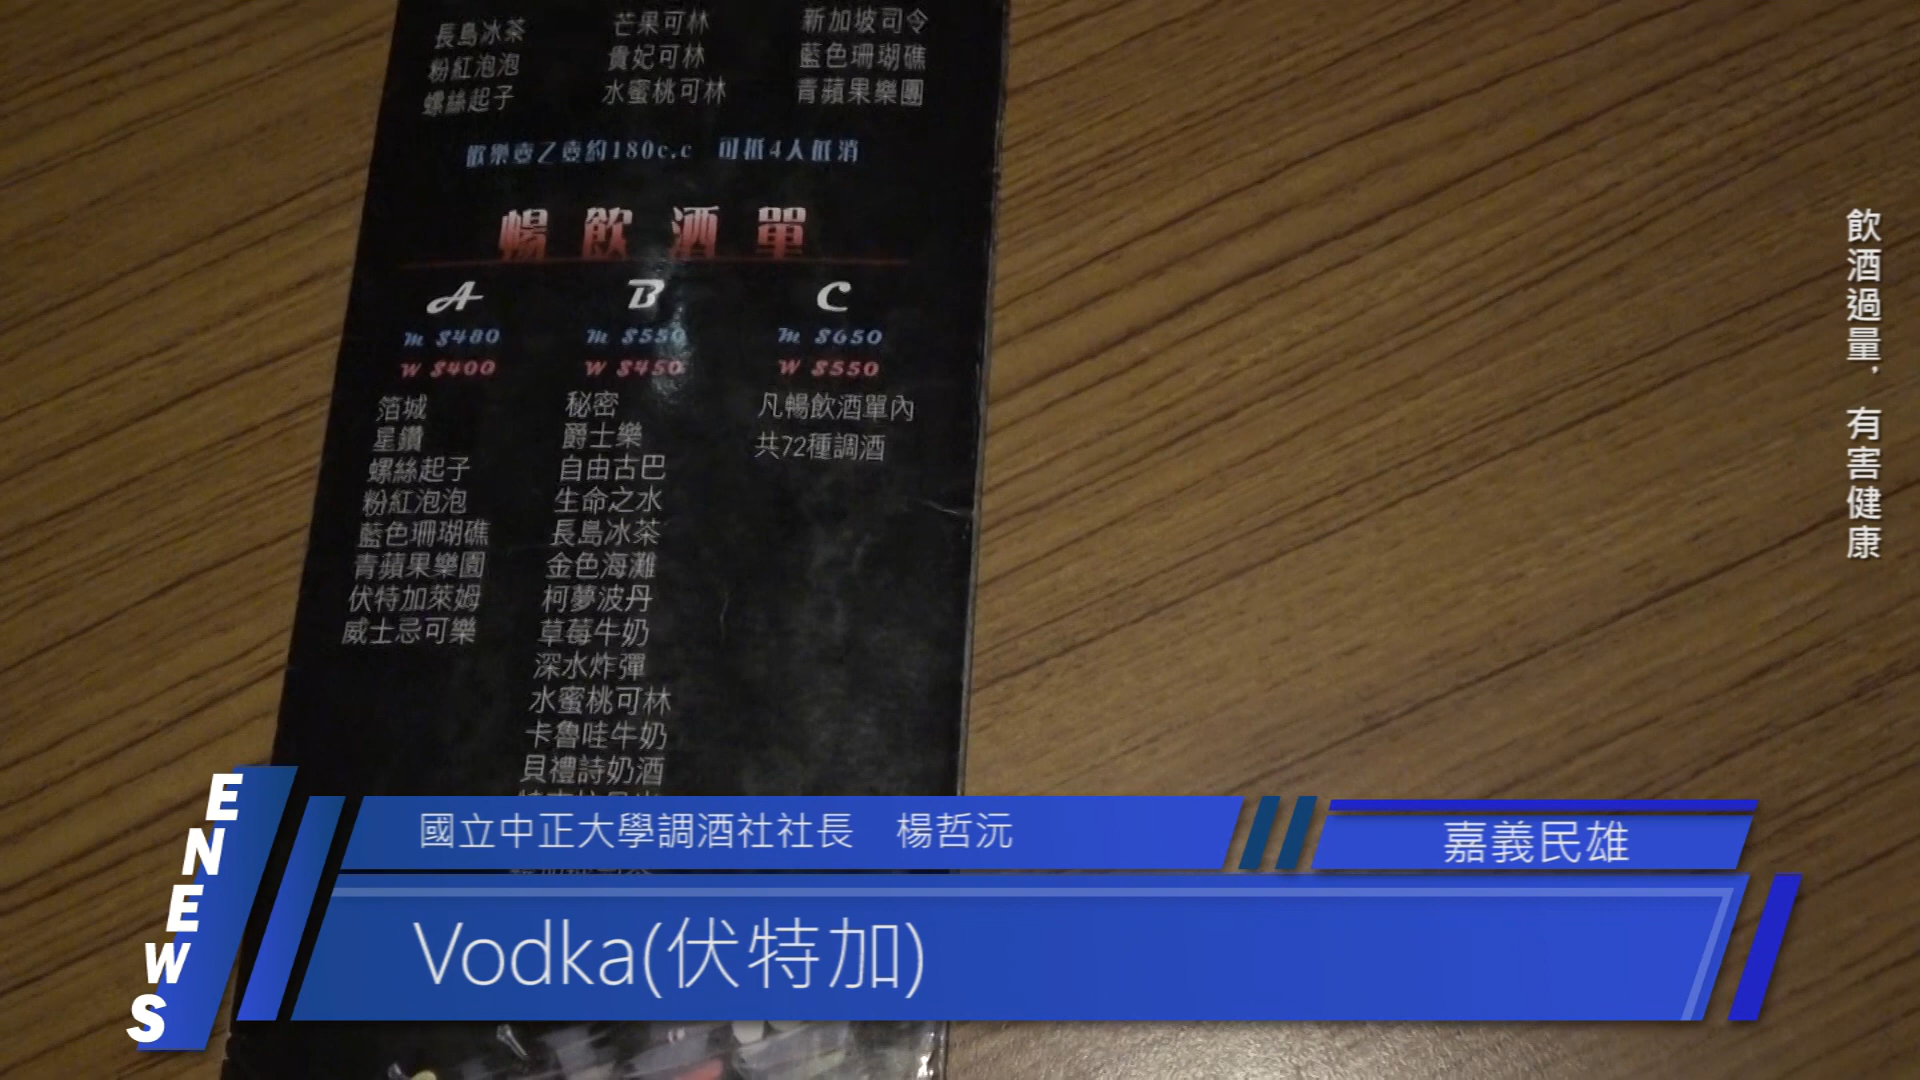 長島冰茶 芒果可林 新加坡司令
粉紅泡泡 貴妃可林 藍色珊瑚礁
螺絲起子 水蜜桃可林 青蘋果樂園
歡樂壺乙壺約180c.c 可抵4人低消
暢飲酒單
A
M $480
W $400
箔城
星鑽
螺絲起子
粉紅泡泡
藍色珊瑚礁
青蘋果樂園
伏特加萊姆
威士忌可樂
B
M $550
W $450
秘密
爵士樂
自由古巴
生命之水
長島冰茶
金色海灘
柯夢波丹
草莓牛奶
深水炸彈
水蜜桃可林
卡魯哇牛奶
貝禮詩奶酒
C
M $650
W $550
凡暢飲酒單內
共72種調酒
飲酒過量，有害健康
ENEWS
國立中正大學調酒社社長 楊哲沅
嘉義民雄
Vodka(伏特加)